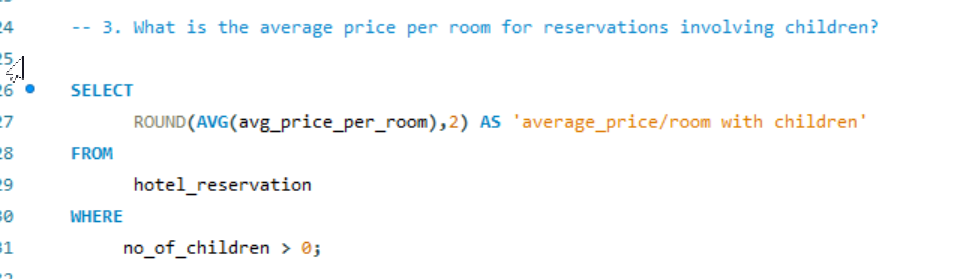 24 -- 3. What is the average price per room for reservations involving children?
25
26 SELECT
27 ROUND(AVG(avg_price_per_room),2) AS 'average_price/room with children'
28 FROM
29 hotel_reservation
30 WHERE
31 no_of_children > 0;